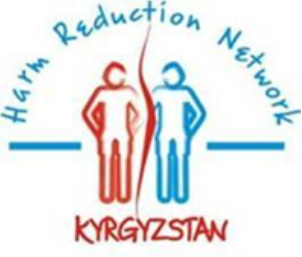 Harm Reduction Network
KYRGYZSTAN